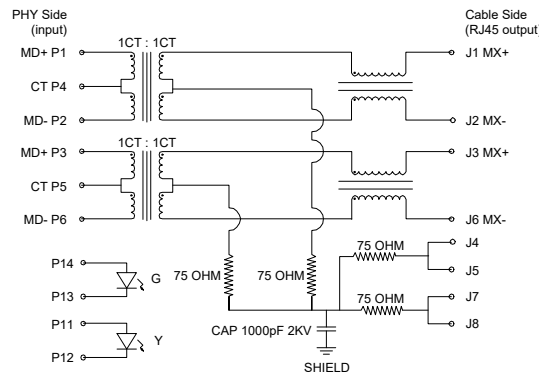 PHY Side
(input)
Cable Side
(RJ45 output)
1CT : 1CT
MD+ P1
J1 MX+
CT P4
MD- P2
J2 MX-
1CT : 1CT
MD+ P3
J3 MX+
CT P5
MD- P6
J6 MX-
75 OHM
J4
P14
G
75 OHM
75 OHM
J5
P13
75 OHM
J7
P11
CAP 1000pF 2KV
J8
Y
P12
SHIELD